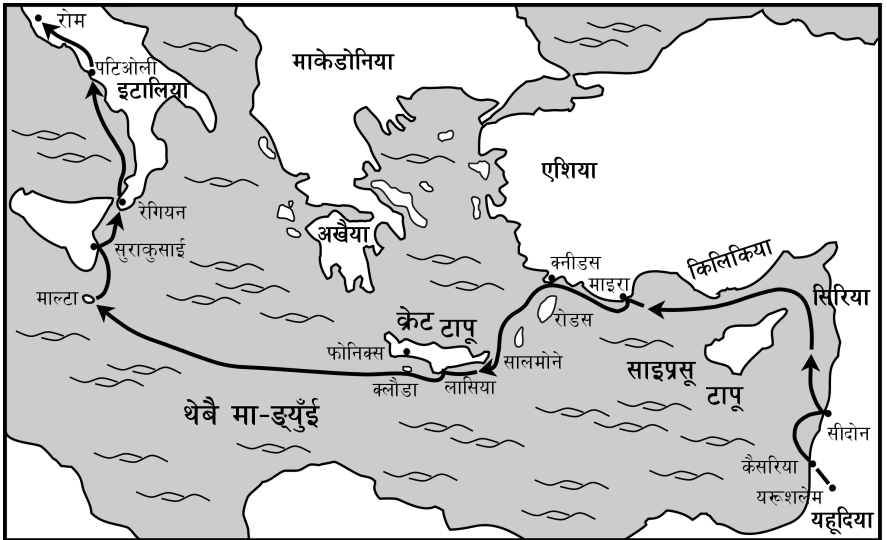 रोम
माकेडोनिया
पटिओली
इटालिया
एशिया
रेगियन
अखैया
सुराकुसाई
क्नीडस
किलिकिया
माइरा
माल्टा
सिरिया
रोडस
क्रेट टापू
फोनिक्स
सालमोने
साइप्रसू
टापू
क्लौडा
लासिया
थेबै मा-ङ्युँई
सीदोन
कैसरिया
यरूशलेम
यहूदिया